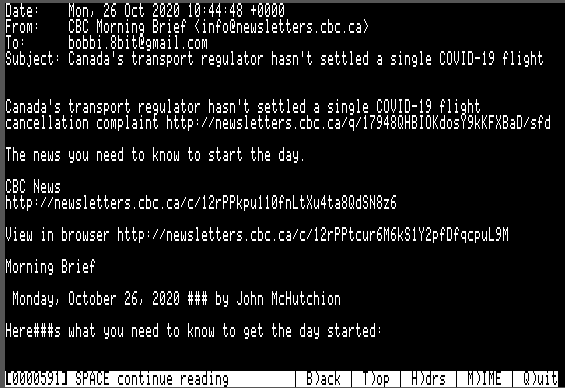 Date:    Mon, 26 Oct 2020 10:44:48 +0000
From:    CBC Morning Brief <info@newsletters.cbc.ca>
To:      bobbi.8bit@gmail.com
Subject: Canada's transport regulator hasn't settled a single COVID-19 flight
Canada's transport regulator hasn't settled a single COVID-19 flight
cancellation complaint http://newsletters.cbc.ca/q/17948QHBIOKdosY9kKFXBaD/sfd
The news you need to know to start the day.
CBC News
http://newsletters.cbc.ca/c/12rPPkpu110fnLtXu4ta8QdSN8z6
View in browser http://newsletters.cbc.ca/c/12rPPtcur6M6kS1Y2pfDfqcpuL9M
Morning Brief
Monday, October 26, 2020 ### by John McHutchion
Here###s what you need to know to get the day started:
[0000591] SPACE continue reading | B)ack | T)op | H)drs | M)IME | Q)uit